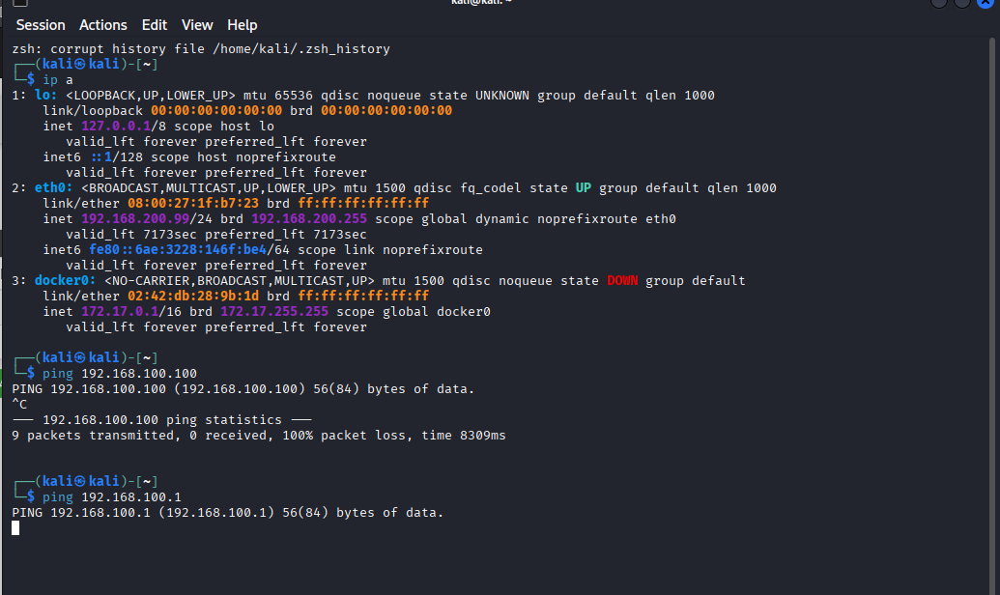 kali@kali: ~
Session Actions Edit View Help
zsh: corrupt history file /home/kali/.zsh_history
┌──(kali㉿kali)-[~]
└─$ ip a
1: lo: <LOOPBACK,UP,LOWER_UP> mtu 65536 qdisc noqueue state UNKNOWN group default qlen 1000
    link/loopback 00:00:00:00:00:00 brd 00:00:00:00:00:00
    inet 127.0.0.1/8 scope host lo
       valid_lft forever preferred_lft forever
    inet6 ::1/128 scope host noprefixroute
       valid_lft forever preferred_lft forever
2: eth0: <BROADCAST,MULTICAST,UP,LOWER_UP> mtu 1500 qdisc fq_codel state UP group default qlen 1000
    link/ether 08:00:27:1f:b7:23 brd ff:ff:ff:ff:ff:ff
    inet 192.168.200.99/24 brd 192.168.200.255 scope global dynamic noprefixroute eth0
       valid_lft 7173sec preferred_lft 7173sec
    inet6 fe80::6ae:3228:146f:be4/64 scope link noprefixroute
       valid_lft forever preferred_lft forever
3: docker0: <NO-CARRIER,BROADCAST,MULTICAST,UP> mtu 1500 qdisc noqueue state DOWN group default
    link/ether 02:42:db:28:9b:1d brd ff:ff:ff:ff:ff:ff
    inet 172.17.0.1/16 brd 172.17.255.255 scope global docker0
       valid_lft forever preferred_lft forever
┌──(kali㉿kali)-[~]
└─$ ping 192.168.100.100
PING 192.168.100.100 (192.168.100.100) 56(84) bytes of data.
^C
--- 192.168.100.100 ping statistics ---
9 packets transmitted, 0 received, 100% packet loss, time 8309ms
┌──(kali㉿kali)-[~]
└─$ ping 192.168.100.1
PING 192.168.100.1 (192.168.100.1) 56(84) bytes of data.